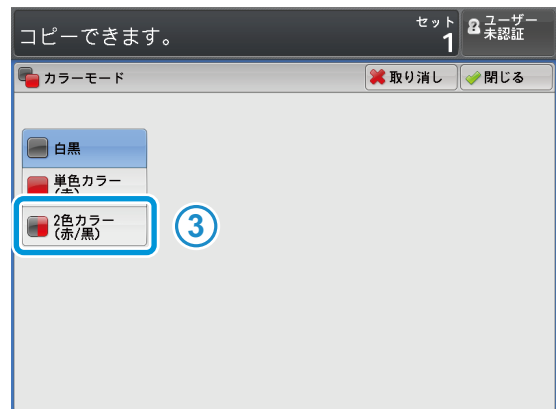 コピーできます。
セット
1
ユーザー
未認証
カラーモード
取り消し
閉じる
白黒
単色カラー
(赤)
2色カラー
(赤/黒)
3